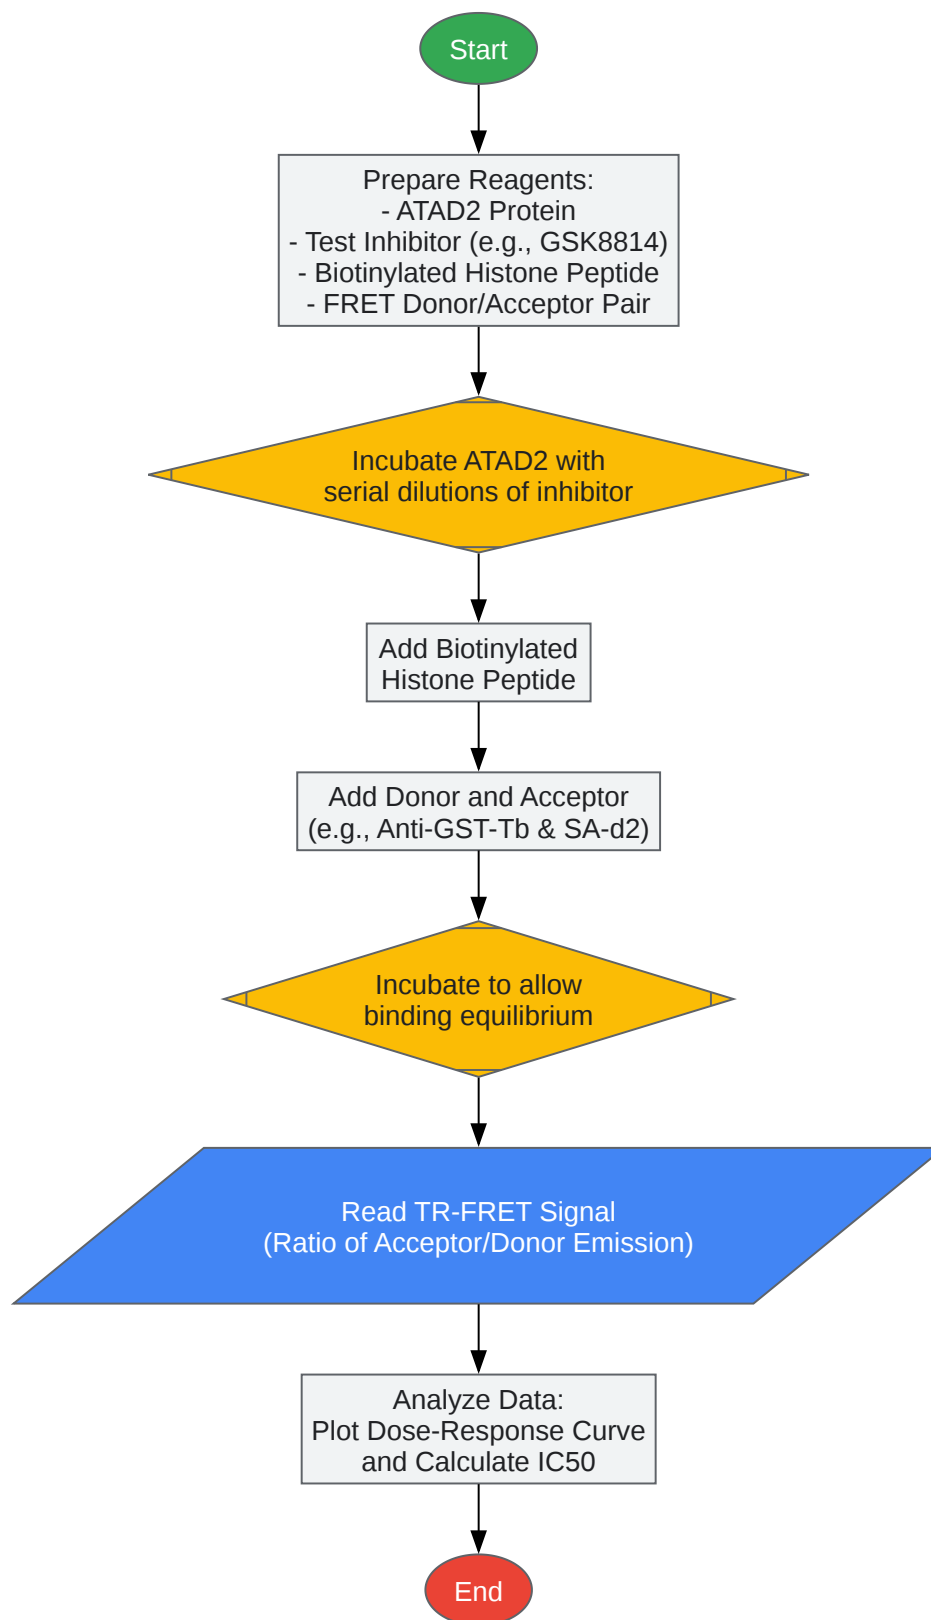 Start
Prepare Reagents:
- ATAD2 Protein
- Test Inhibitor (e.g., GSK8814)
- Biotinylated Histone Peptide
- FRET Donor/Acceptor Pair
Incubate ATAD2 with
serial dilutions of inhibitor
Add Biotinylated
Histone Peptide
Add Donor and Acceptor
(e.g., Anti-GST-Tb & SA-d2)
Incubate to allow
binding equilibrium
Read TR-FRET Signal
(Ratio of Acceptor/Donor Emission)
Analyze Data:
Plot Dose-Response Curve
and Calculate IC50
End